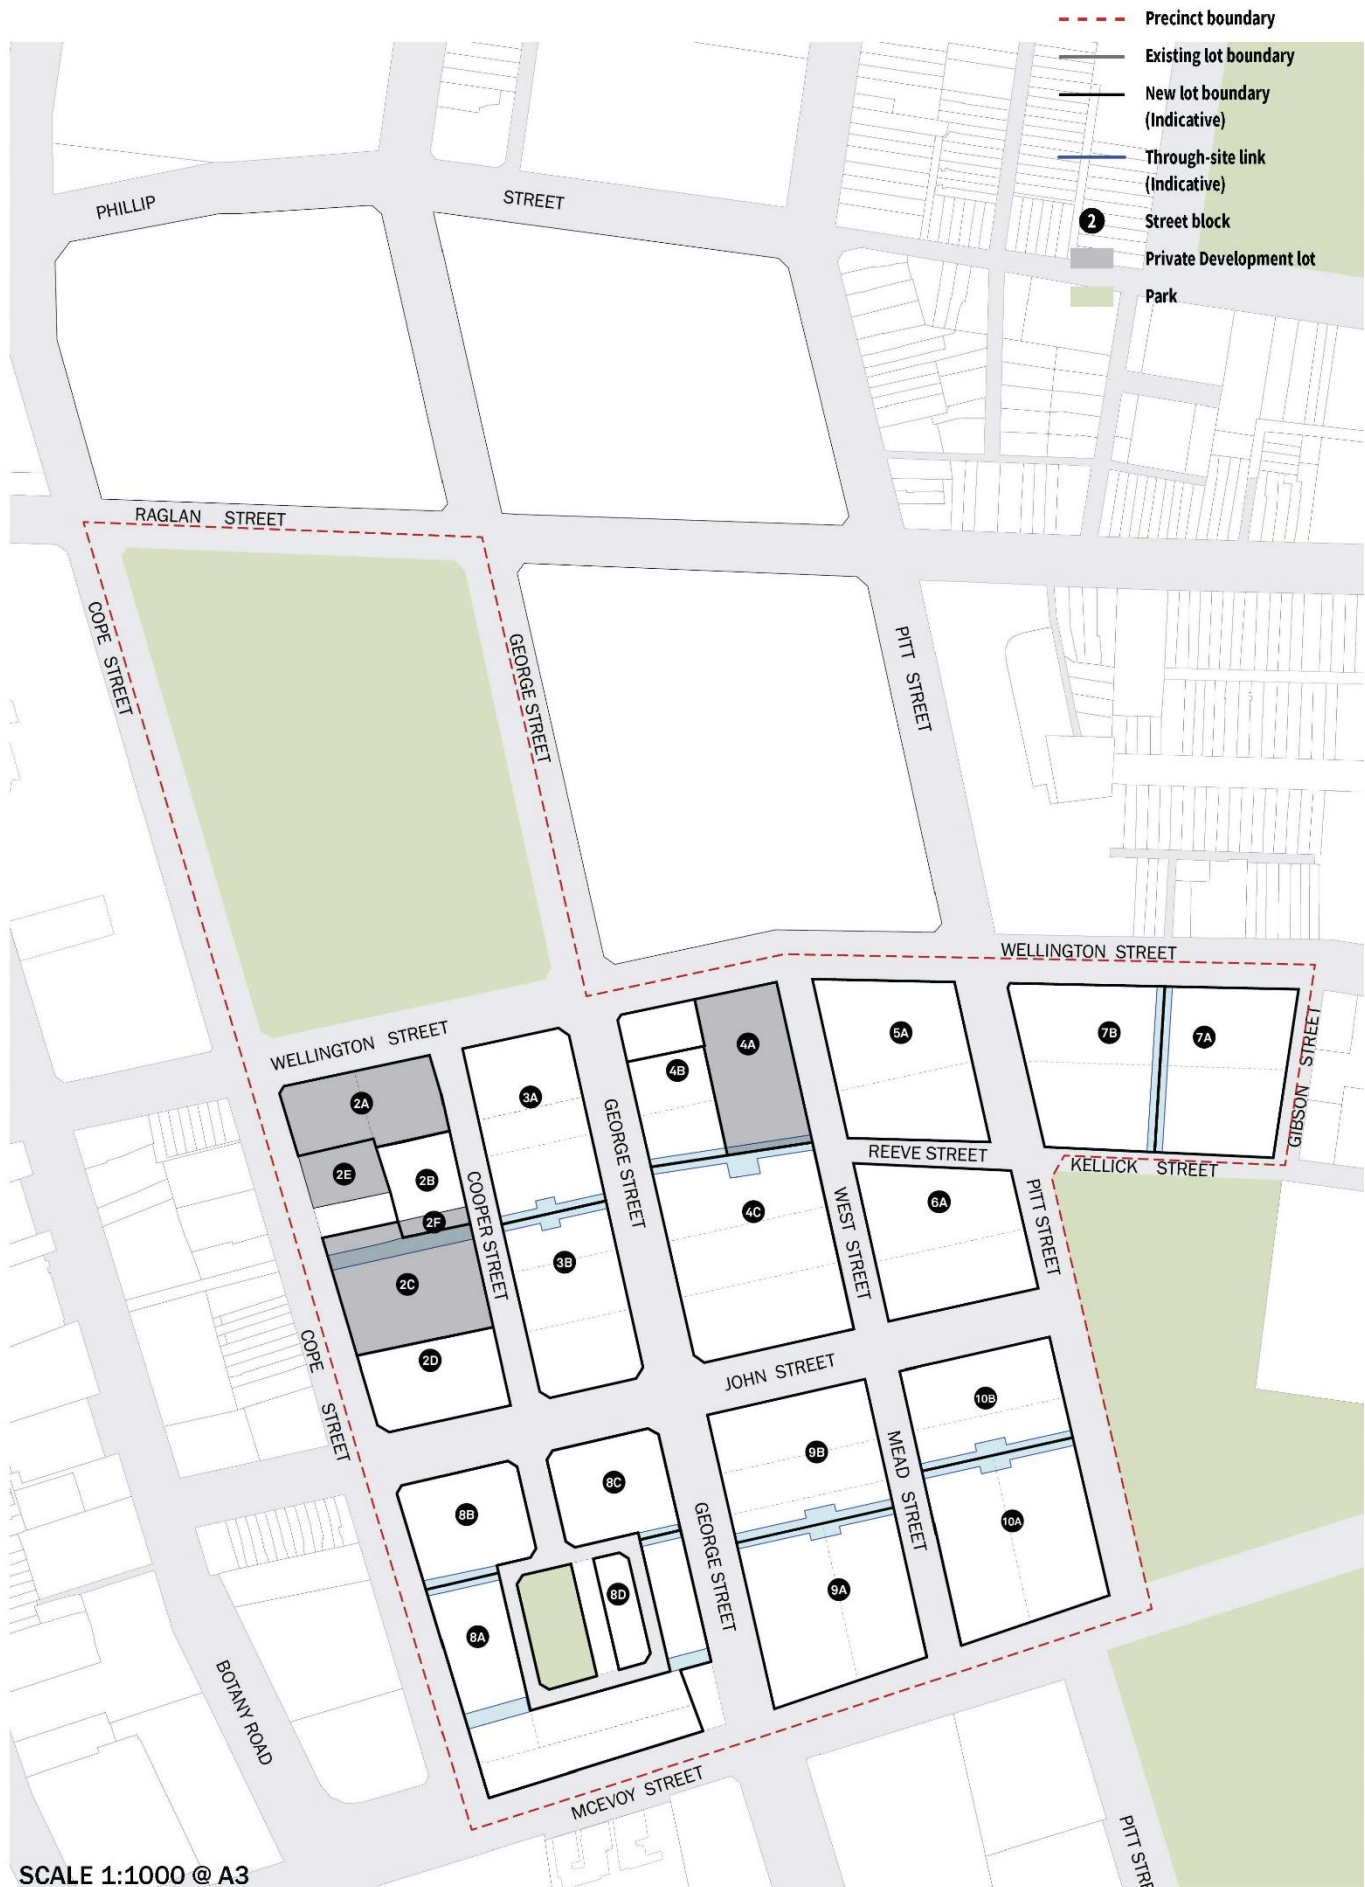 Precinct boundary
Existing lot boundary
New lot boundary
(Indicative)
Through-site link
(Indicative)
2
Street block
Private Development lot
Park
PHILLIP
STREET
RAGLAN STREET
COPE STREET
GEORGE STREET
PITT STREET
WELLINGTON STREET
WELLINGTON STREET
5A
7B
7A
4A
4B
3A
2A
GIBSON STREET
GEORGE STREET
REEVE STREET
KELLICK STREET
2E
2B
COOPER STREET
2F
4C
WEST STREET
6A
PITT STREET
3B
2C
2D
COPE STREET
JOHN STREET
10B
9B
MEAD STREET
8C
8B
GEORGE STREET
10A
9A
8D
8A
BOTANY ROAD
MCEVOY STREET
PITT STRE
SCALE 1:1000 @ A3